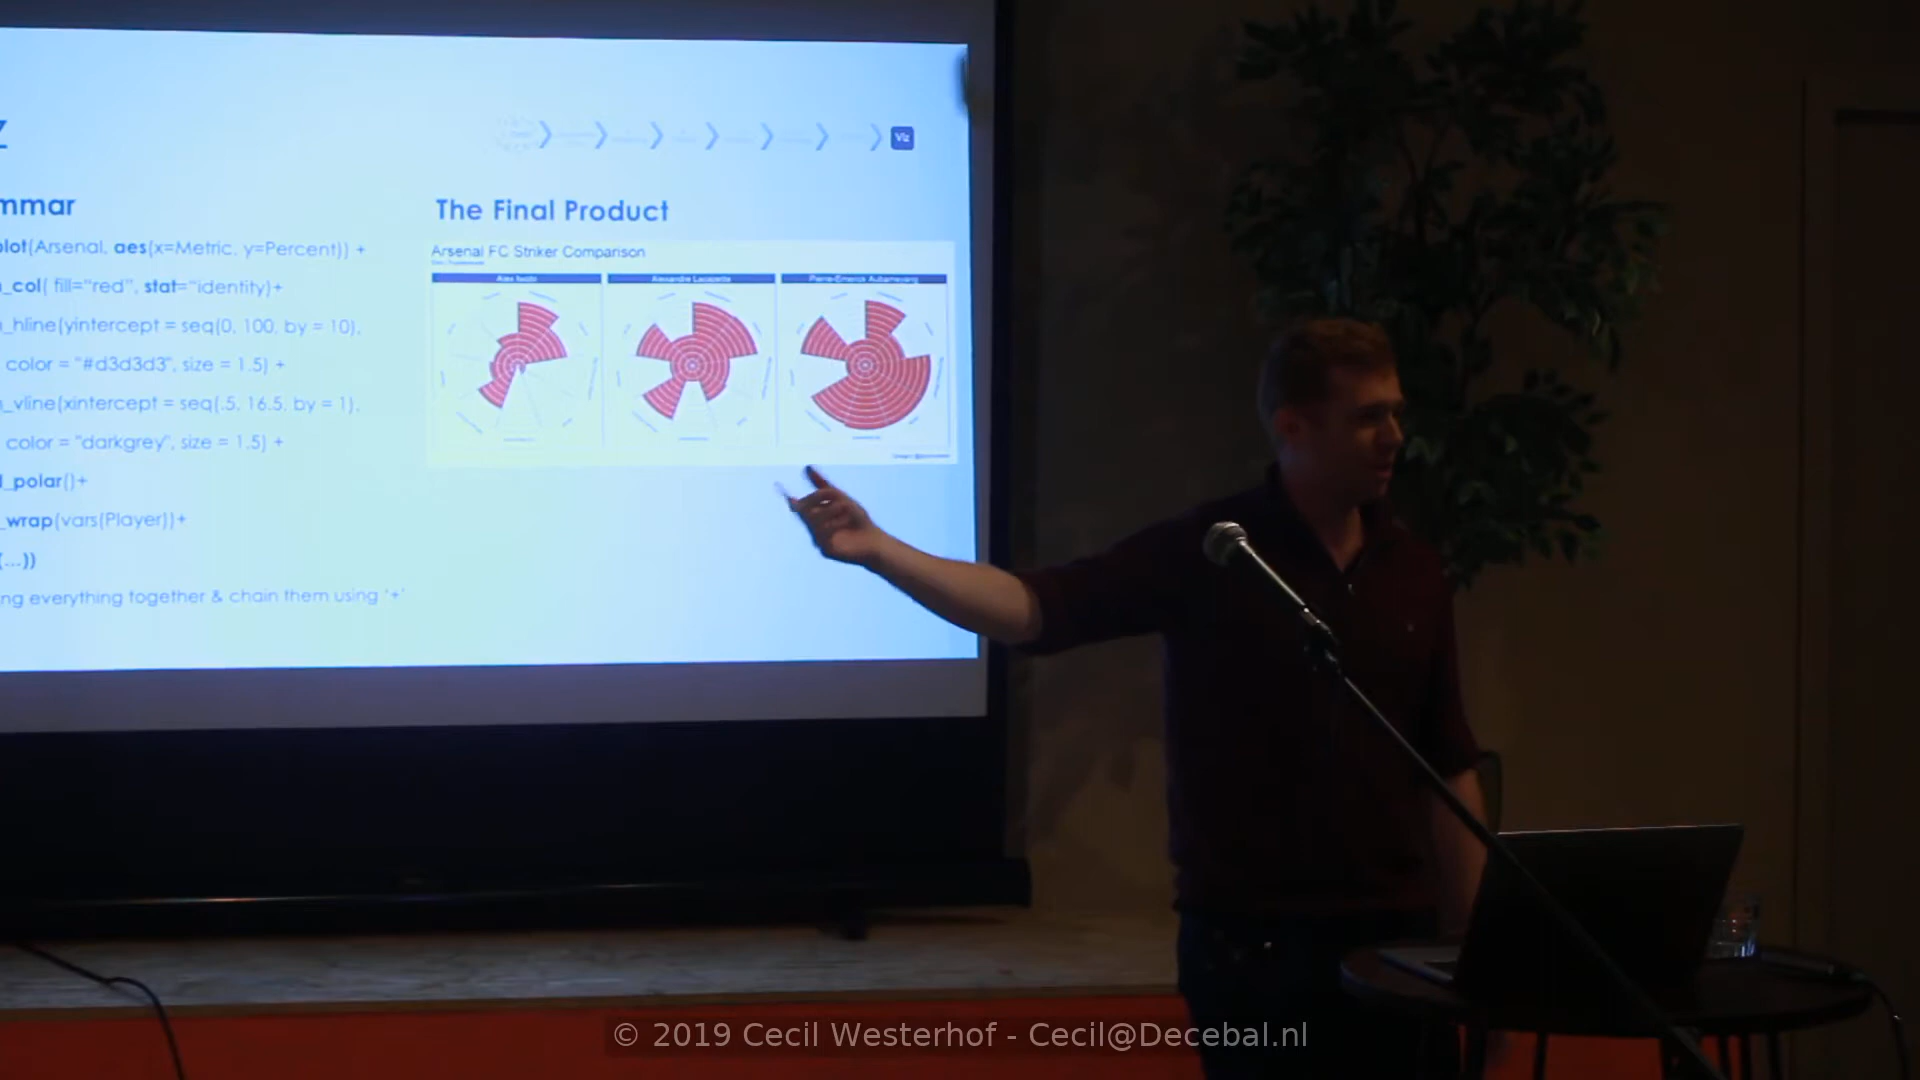 Viz
mmar
plot(Arsenal, aes(x=Metric, y=Percent)) +
_col( fill="red", stat="identity)+
_hline(yintercept = seq(0, 100, by = 10),
color = "#d3d3d3", size = 1.5) +
_vline(xintercept = seq(.5, 16.5, by = 1),
color = "darkgrey", size = 1.5) +
_polar()+
_wrap(vars(Player))+
(...))
ng everything together & chain them using '+'
The Final Product
Arsenal FC Striker Comparison
Alex Iwobi
Alexandre Lacazette
Pierre-Emerick Aubameyang
© 2019 Cecil Westerhof - Cecil@Decebal.nl